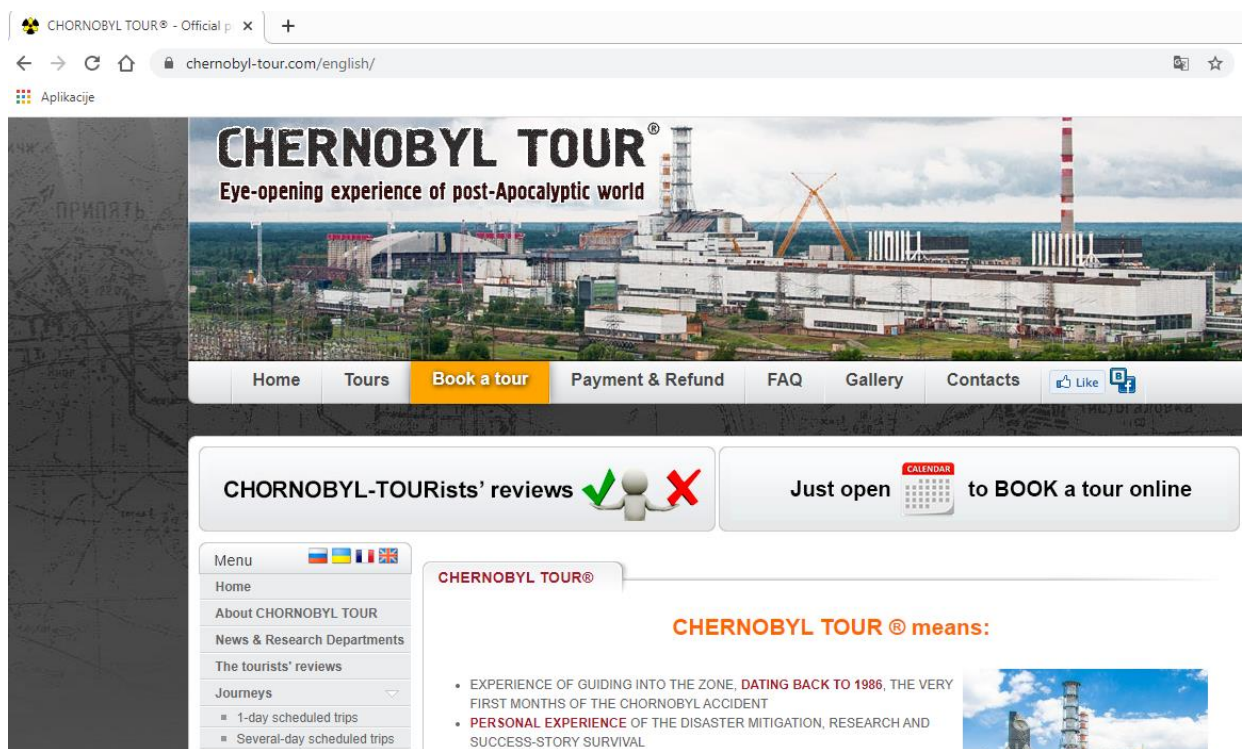 CHORNOBYL TOUR® - Official p
chernobyl-tour.com/english/
Aplikacije
CHERNOBYL TOUR®
Eye-opening experience of post-Apocalyptic world
ПРИПЯТЬ
Home Tours Book a tour Payment & Refund FAQ Gallery Contacts Like B f
ЧИСТОГАЛОВКА
CHORNOBYL-TOURists' reviews
Just open CALENDAR to BOOK a tour online
Menu
Home
About CHORNOBYL TOUR
News & Research Departments
The tourists' reviews
Journeys
1-day scheduled trips
Several-day scheduled trips
CHERNOBYL TOUR®
CHERNOBYL TOUR ® means:
• EXPERIENCE OF GUIDING INTO THE ZONE, DATING BACK TO 1986, THE VERY
FIRST MONTHS OF THE CHORNOBYL ACCIDENT
• PERSONAL EXPERIENCE OF THE DISASTER MITIGATION, RESEARCH AND
SUCCESS-STORY SURVIVAL